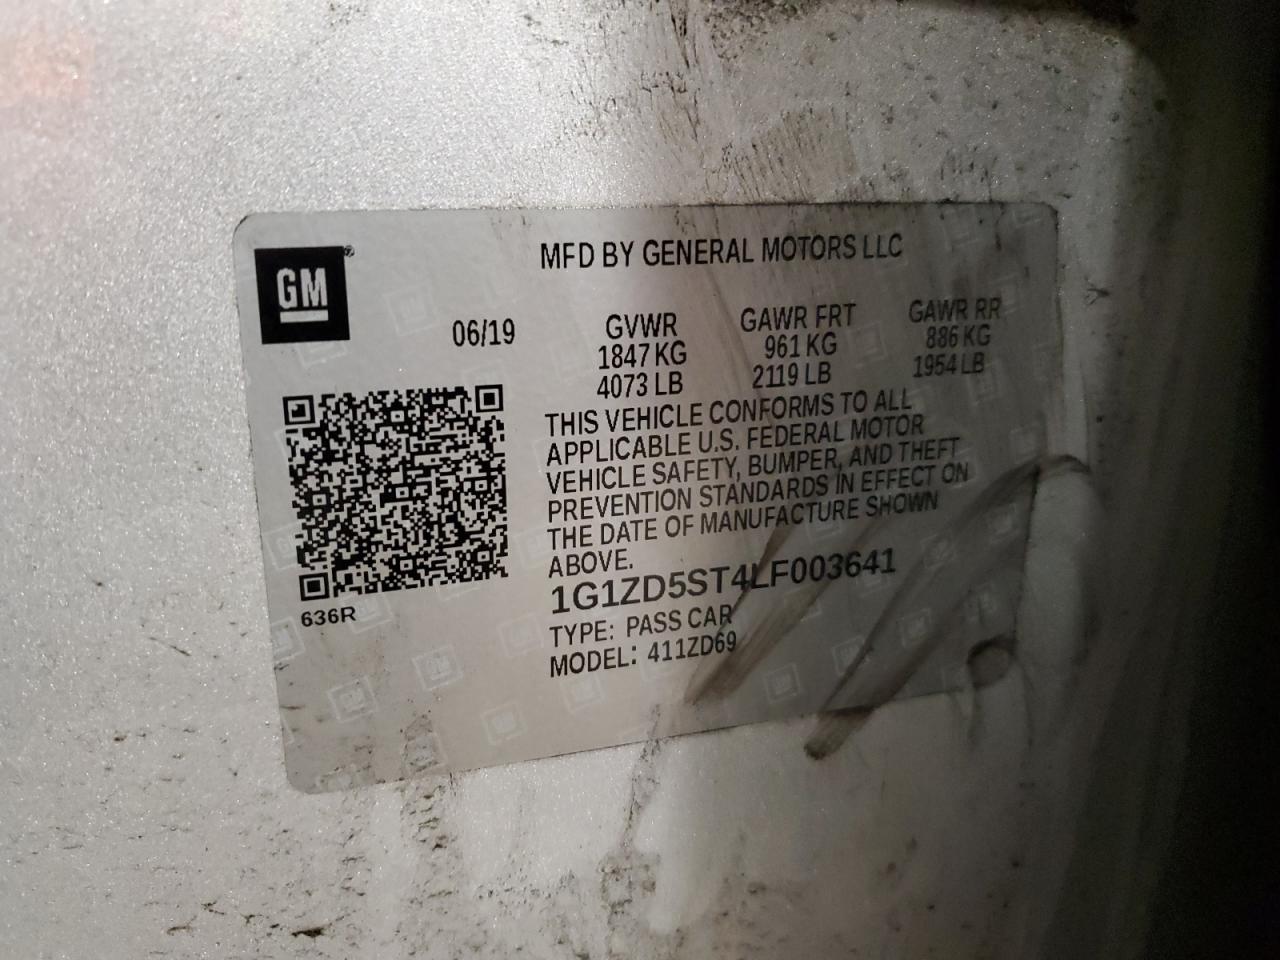 GM®
MFD BY GENERAL MOTORS LLC
06/19 GVWR GAWR FRT GAWR RR
1847 KG 961 KG 886 KG
4073 LB 2119 LB 1954 LB
THIS VEHICLE CONFORMS TO ALL
APPLICABLE U.S. FEDERAL MOTOR
VEHICLE SAFETY, BUMPER, AND THEFT
PREVENTION STANDARDS IN EFFECT ON
THE DATE OF MANUFACTURE SHOWN
ABOVE.
1G1ZD5ST4LF003641
TYPE: PASS CAR
MODEL: 411ZD69
636R